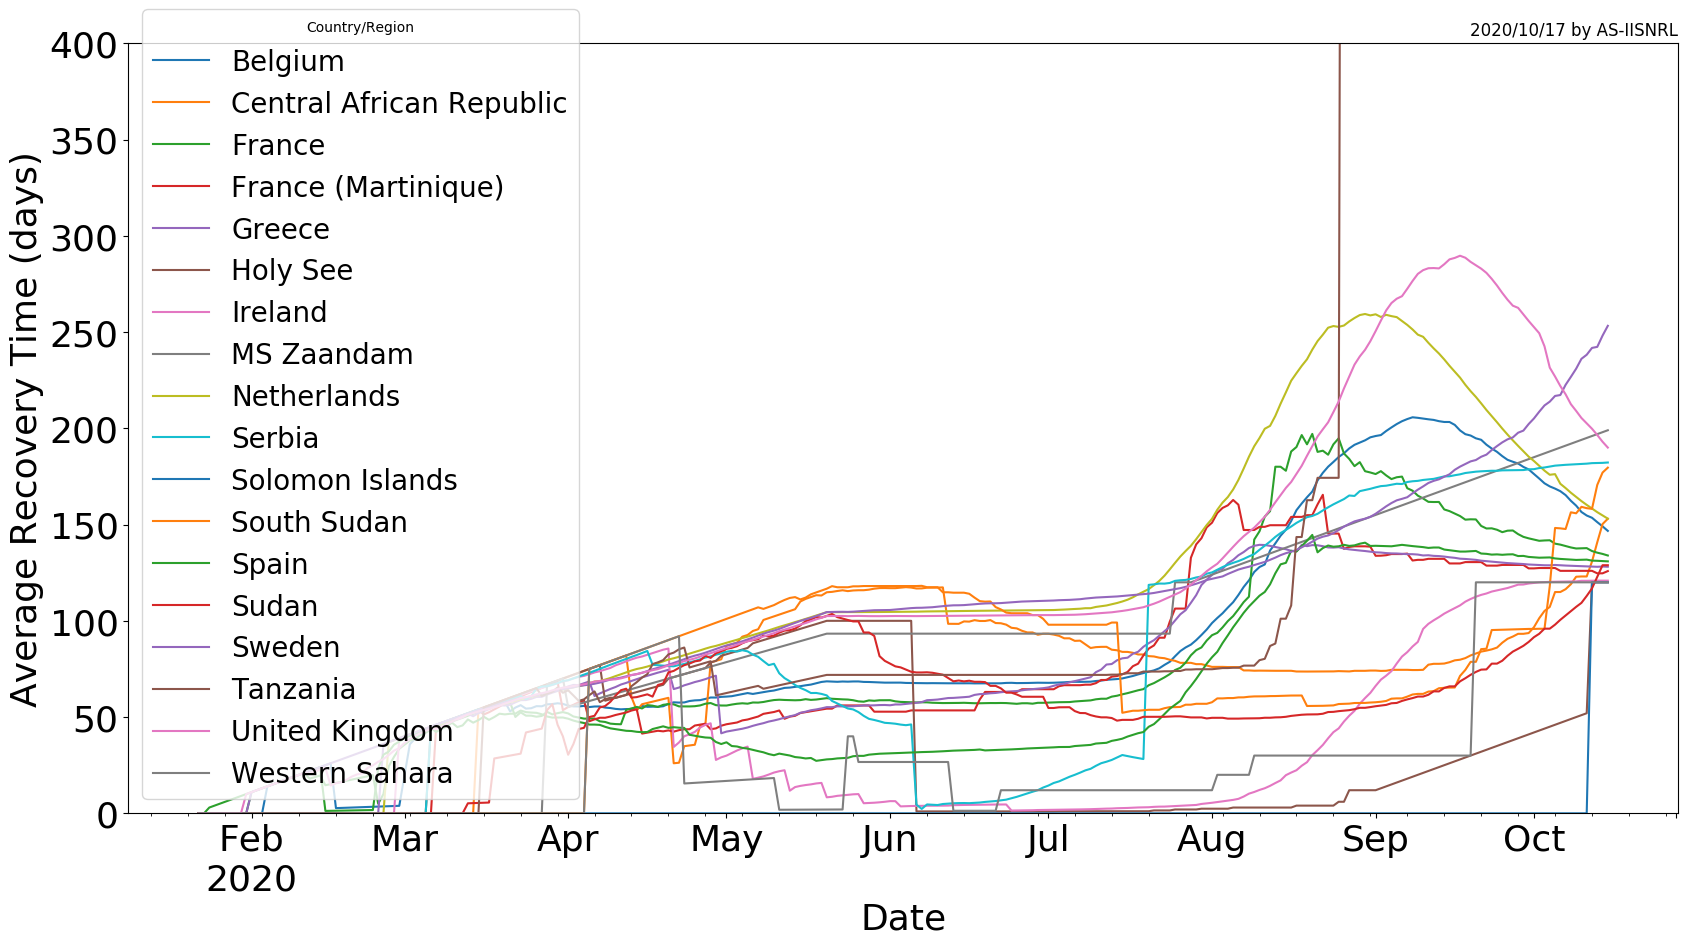 2020/10/17 by AS-IISNRL
Country/Region
Belgium
Central African Republic
France
France (Martinique)
Greece
Holy See
Ireland
MS Zaandam
Netherlands
Serbia
Solomon Islands
South Sudan
Spain
Sudan
Sweden
Tanzania
United Kingdom
Western Sahara
Average Recovery Time (days)
400
350
300
250
200
150
100
50
0
Feb Mar Apr May Jun Jul Aug Sep Oct
2020
Date